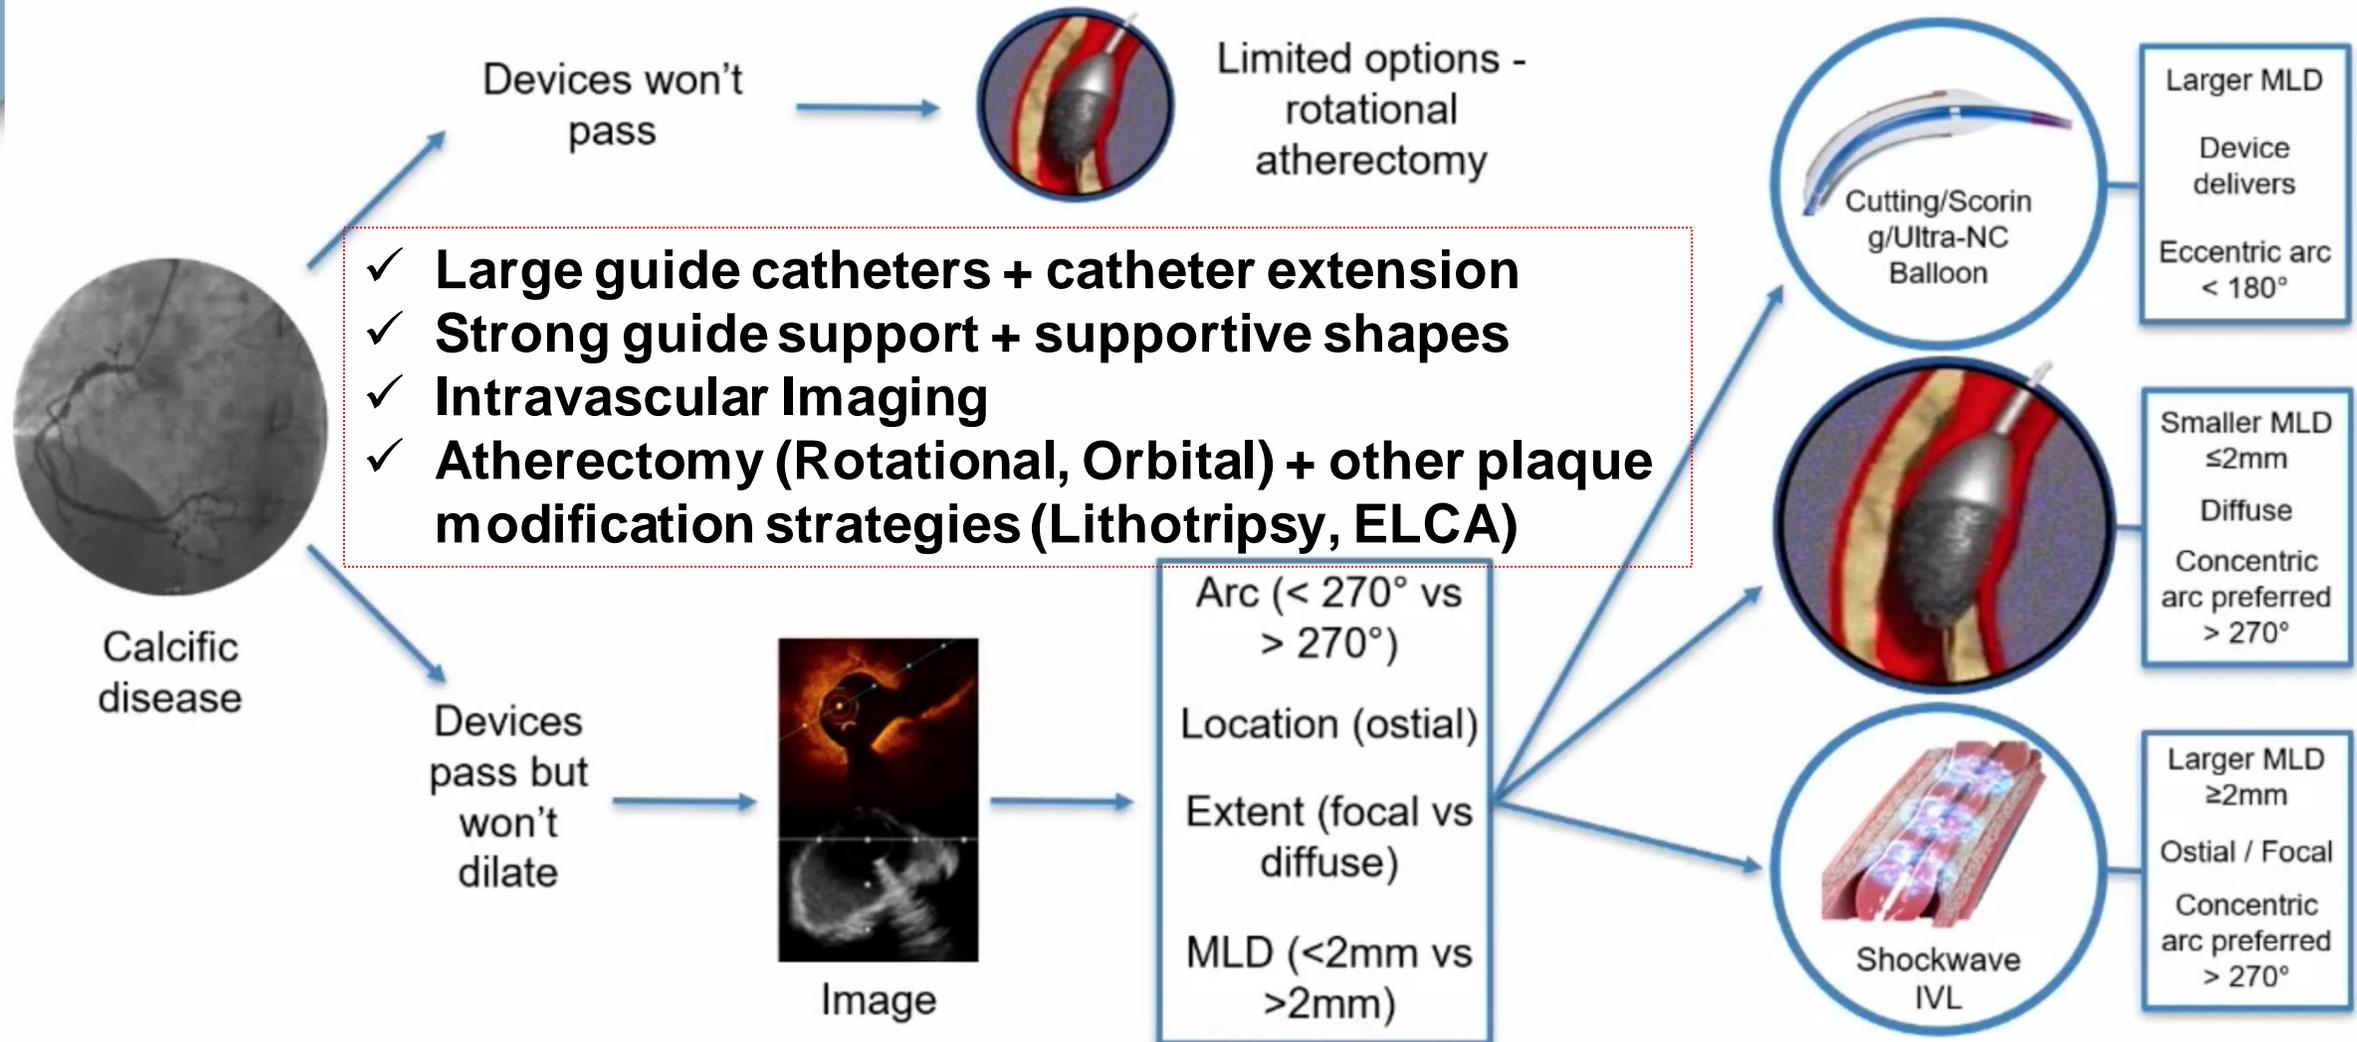 Devices won't
pass
Limited options -
rotational
atherectomy
✓ Large guide catheters + catheter extension
✓ Strong guide support + supportive shapes
✓ Intravascular Imaging
✓ Atherectomy (Rotational, Orbital) + other plaque
modification strategies (Lithotripsy, ELCA)
Calcific
disease
Devices
pass but
won't
dilate
Image
Arc (< 270° vs
> 270°)
Location (ostial)
Extent (focal vs
diffuse)
MLD (<2mm vs
>2mm)
Cutting/Scorin
g/Ultra-NC
Balloon
Larger MLD
Device
delivers
Eccentric arc
< 180°
Smaller MLD
≤2mm
Diffuse
Concentric
arc preferred
> 270°
Shockwave
IVL
Larger MLD
≥2mm
Ostial / Focal
Concentric
arc preferred
> 270°